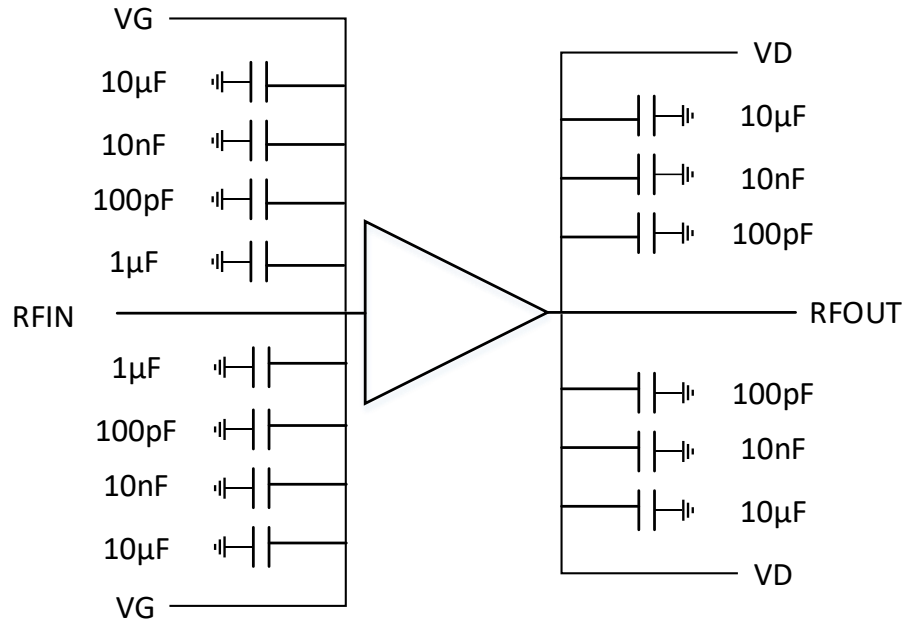 VG
VD
10µF
10µF
10nF
10nF
100pF
100pF
1µF
RFIN
RFOUT
1µF
100pF
100pF
10nF
10nF
10µF
10µF
VD
VG